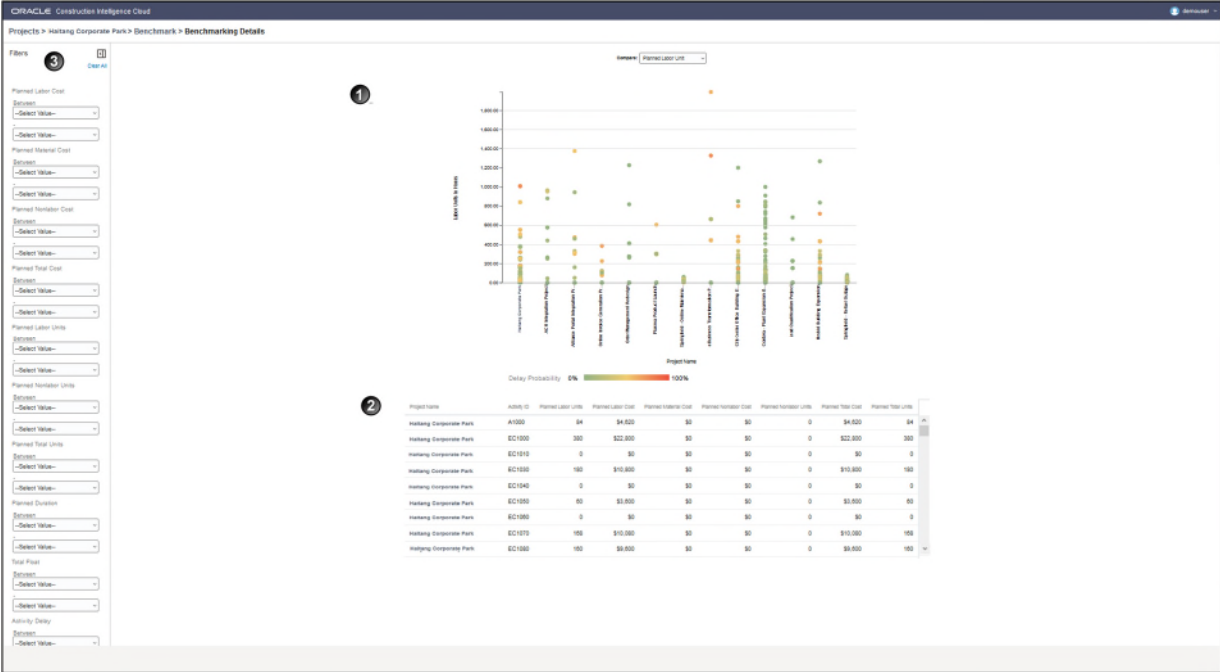 ORACLE Construction Intelligence Cloud
demouser
Projects > Haitang Corporate Park > Benchmark > Benchmarking Details
Filters
3
Clear All
Planned Labor Cost
Between
--Select Value--
--Select Value--
Planned Material Cost
Between
--Select Value--
--Select Value--
Planned Nonlabor Cost
Between
--Select Value--
--Select Value--
Planned Total Cost
Between
--Select Value--
--Select Value--
Planned Labor Units
Between
--Select Value--
--Select Value--
Planned Nonlabor Units
Between
--Select Value--
--Select Value--
Planned Total Units
Between
--Select Value--
--Select Value--
Planned Duration
Between
--Select Value--
--Select Value--
Total Float
Between
--Select Value--
--Select Value--
Activity Delay
Between
--Select Value--
Compare: Planned Labor Unit
1
1,800.00
1,600.00
1,400.00
1,200.00
1,000.00
800.00
600.00
400.00
200.00
0.00
Labor Units in Hours
Haitang Corporate Park
Project Name
Delay Probability 0% 100%
2
Project Name Activity ID Planned Labor Units Planned Labor Cost Planned Material Cost Planned Nonlabor Cost Planned Nonlabor Units Planned Total Cost Planned Total Units
Haitang Corporate Park A1000 84 $4,620 $0 $0 0 $4,620 84
Haitang Corporate Park EC1000 380 $22,800 $0 $0 0 $22,800 380
Haitang Corporate Park EC1010 0 $0 $0 $0 0 $0 0
Haitang Corporate Park EC1030 180 $10,800 $0 $0 0 $10,800 180
Haitang Corporate Park EC1040 0 $0 $0 $0 0 $0 0
Haitang Corporate Park EC1050 60 $3,600 $0 $0 0 $3,600 60
Haitang Corporate Park EC1060 0 $0 $0 $0 0 $0 0
Haitang Corporate Park EC1070 168 $10,080 $0 $0 0 $10,080 168
Haitang Corporate Park EC1080 160 $9,600 $0 $0 0 $9,600 160